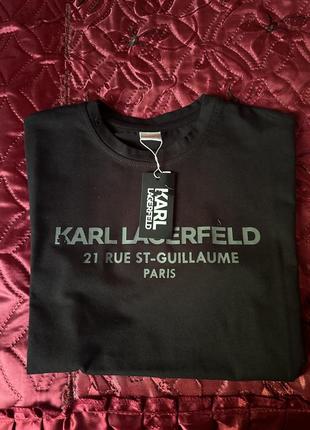 KARL
LAGERFELD
KARL LAGERFELD
21 RUE ST-GUILLAUME
PARIS